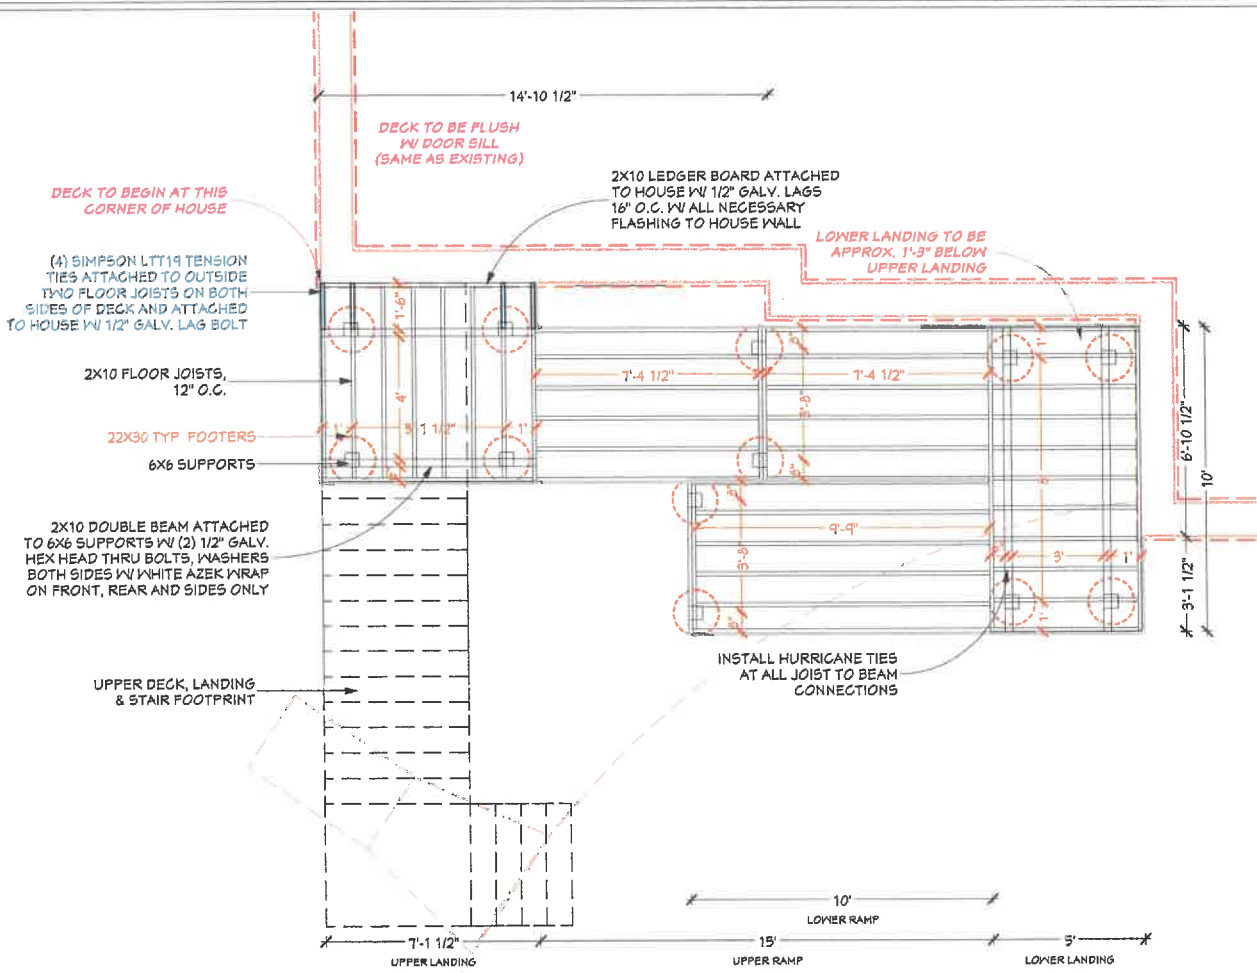 14'-10 1/2"
DECK TO BE FLUSH
W/ DOOR SILL
(SAME AS EXISTING)
DECK TO BEGIN AT THIS
CORNER OF HOUSE
2X10 LEDGER BOARD ATTACHED
TO HOUSE W/ 1/2" GALV. LAGS
16" O.C. W/ ALL NECESSARY
FLASHING TO HOUSE WALL
LOWER LANDING TO BE
APPROX. 1'-3" BELOW
UPPER LANDING
(4) SIMPSON LTT19 TENSION
TIES ATTACHED TO OUTSIDE
TWO FLOOR JOISTS ON BOTH
SIDES OF DECK AND ATTACHED
TO HOUSE W/ 1/2" GALV. LAG BOLT
1'-6"
2X10 FLOOR JOISTS,
12" O.C.
4'
7'-4 1/2"
7'-4 1/2"
3'-8"
1'
6'-10 1/2"
10'
22X30 TYP FOOTERS
1'
1 1/2"
1'
6X6 SUPPORTS
2X10 DOUBLE BEAM ATTACHED
TO 6X6 SUPPORTS W/ (2) 1/2" GALV.
HEX HEAD THRU BOLTS, WASHERS
BOTH SIDES W/ WHITE AZEK WRAP
ON FRONT, REAR AND SIDES ONLY
9'-9"
3'-8"
8'
3'
1'
1'
3'-1 1/2"
INSTALL HURRICANE TIES
AT ALL JOIST TO BEAM
CONNECTIONS
UPPER DECK, LANDING
& STAIR FOOTPRINT
10'
LOWER RAMP
7'-1 1/2"
UPPER LANDING
15'
UPPER RAMP
5'
LOWER LANDING